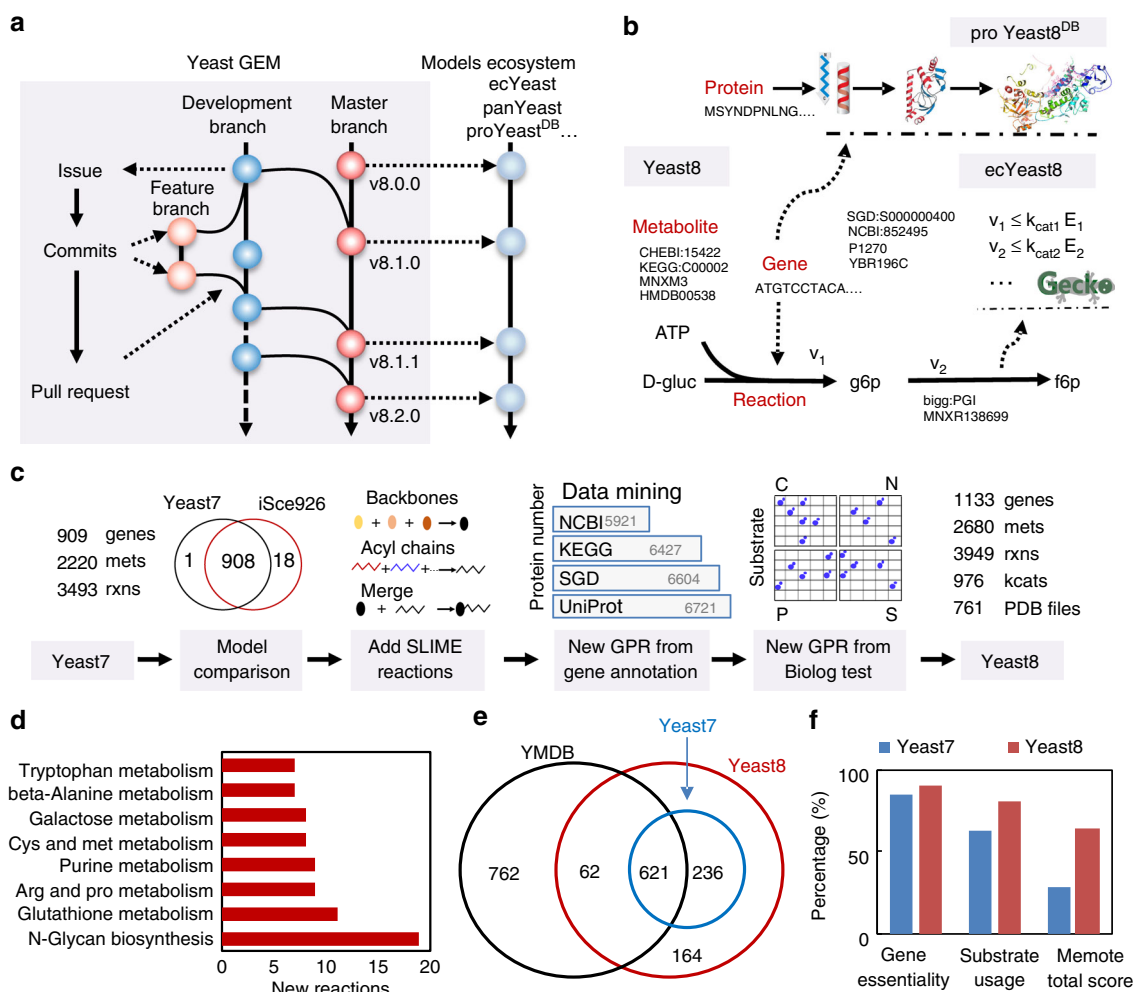 a
Yeast GEM
Models ecosystem
ecYeast
panYeast
proYeast^DB...
Development
branch
Master
branch
Issue
Feature
branch
Commits
Pull request
v8.0.0
v8.1.0
v8.1.1
v8.2.0
b
pro Yeast8^DB
Protein
MSYNDPNLNG....
Yeast8
ecYeast8
Metabolite
CHEBI:15422
KEGG:C00002
MNXM3
HMDB00538
Gene
ATGTCCTACA....
SGD:S000000400
NCBI:852495
P1270
YBR196C
v1 ≤ kcat1 E1
v2 ≤ kcat2 E2
...
Gecko
ATP
D-gluc
Reaction
v1
g6p
v2
f6p
bigg:PGI
MNXR138699
c
909 genes
2220 mets
3493 rxns
Yeast7
iSce926
1
908
18
Backbones
+ +
Acyl chains
+ +...
Merge
+
Protein number
Data mining
NCBI 5921
KEGG 6427
SGD 6604
UniProt 6721
Substrate
C
N
P
S
1133 genes
2680 mets
3949 rxns
976 kcats
761 PDB files
Yeast7
Model
comparison
Add SLIME
reactions
New GPR from
gene annotation
New GPR from
Biolog test
Yeast8
d
Tryptophan metabolism
beta-Alanine metabolism
Galactose metabolism
Cys and met metabolism
Purine metabolism
Arg and pro metabolism
Glutathione metabolism
N-Glycan biosynthesis
0 5 10 15 20
New reactions
e
Yeast7
YMDB
Yeast8
762
62
621
236
164
f
Yeast7
Yeast8
Percentage (%)
100
50
0
Gene
essentiality
Substrate
usage
Memote
total score